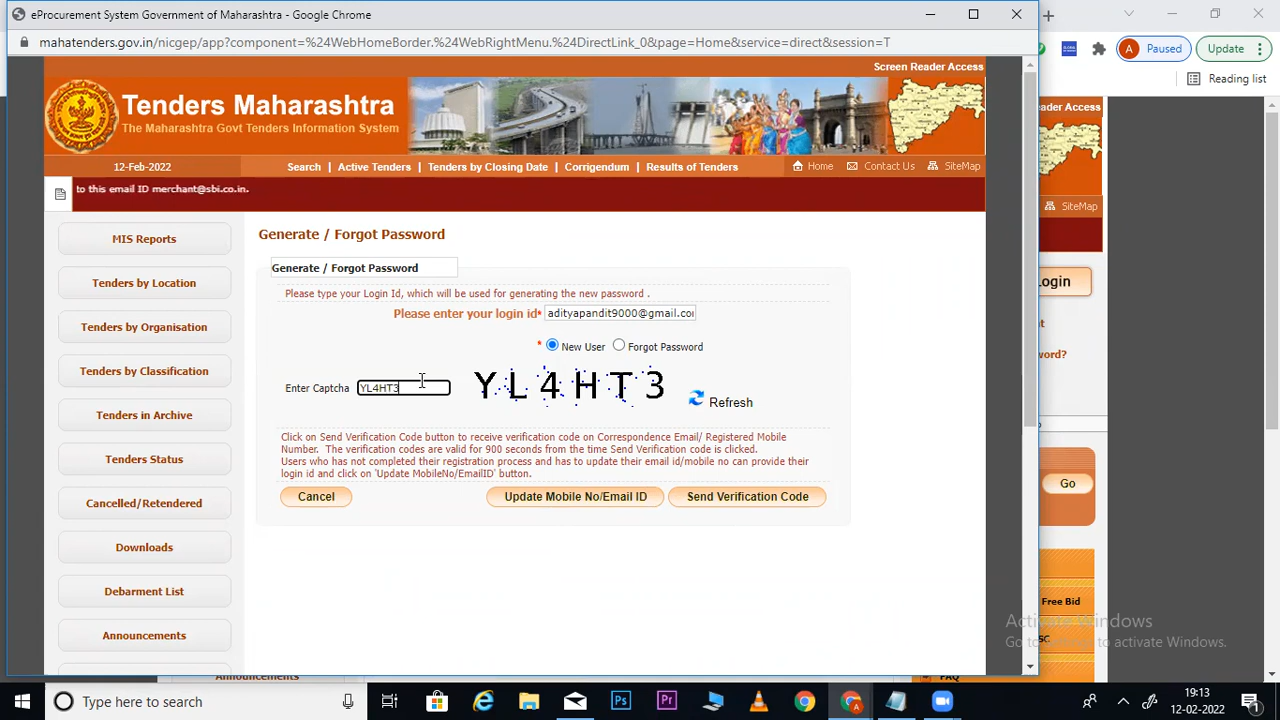 eProcurement System Government of Maharashtra - Google Chrome
mahatenders.gov.in/nicgep/app?component=%24WebHomeBorder.%24WebRightMenu.%24DirectLink_0&page=Home&service=direct&session=T
A Paused
Update
Reading list
Screen Reader Access
Tenders Maharashtra
The Maharashtra Govt Tenders Information System
eader Access
12-Feb-2022
Search | Active Tenders | Tenders by Closing Date | Corrigendum | Results of Tenders
Home
Contact Us
SiteMap
to this email ID merchant@sbi.co.in.
SiteMap
MIS Reports
Tenders by Location
Tenders by Organisation
Tenders by Classification
Tenders in Archive
Tenders Status
Cancelled/Retendered
Downloads
Debarment List
Announcements
Generate / Forgot Password
Generate / Forgot Password
Please type your Login Id, which will be used for generating the new password .
Please enter your login id* adityapandit9000@gmail.co
* New User Forgot Password
Enter Captcha YL4HT3 YL4HT3 Refresh
Click on Send Verification Code button to receive verification code on Correspondence Email/ Registered Mobile
Number. The verification codes are valid for 900 seconds from the time Send Verification code is clicked.
Users who has not completed their registration process and has to update their email id/mobile no can provide their
login id and click on 'Update MobileNo/EmailID' button.
Cancel
Update Mobile No/Email ID
Send Verification Code
ogin
word?
Go
Free Bid
FAQ
Announcements
Activate Windows
Go to Settings to activate Windows.
Type here to search
Ps
Pr
A
19:13
12-02-2022
1